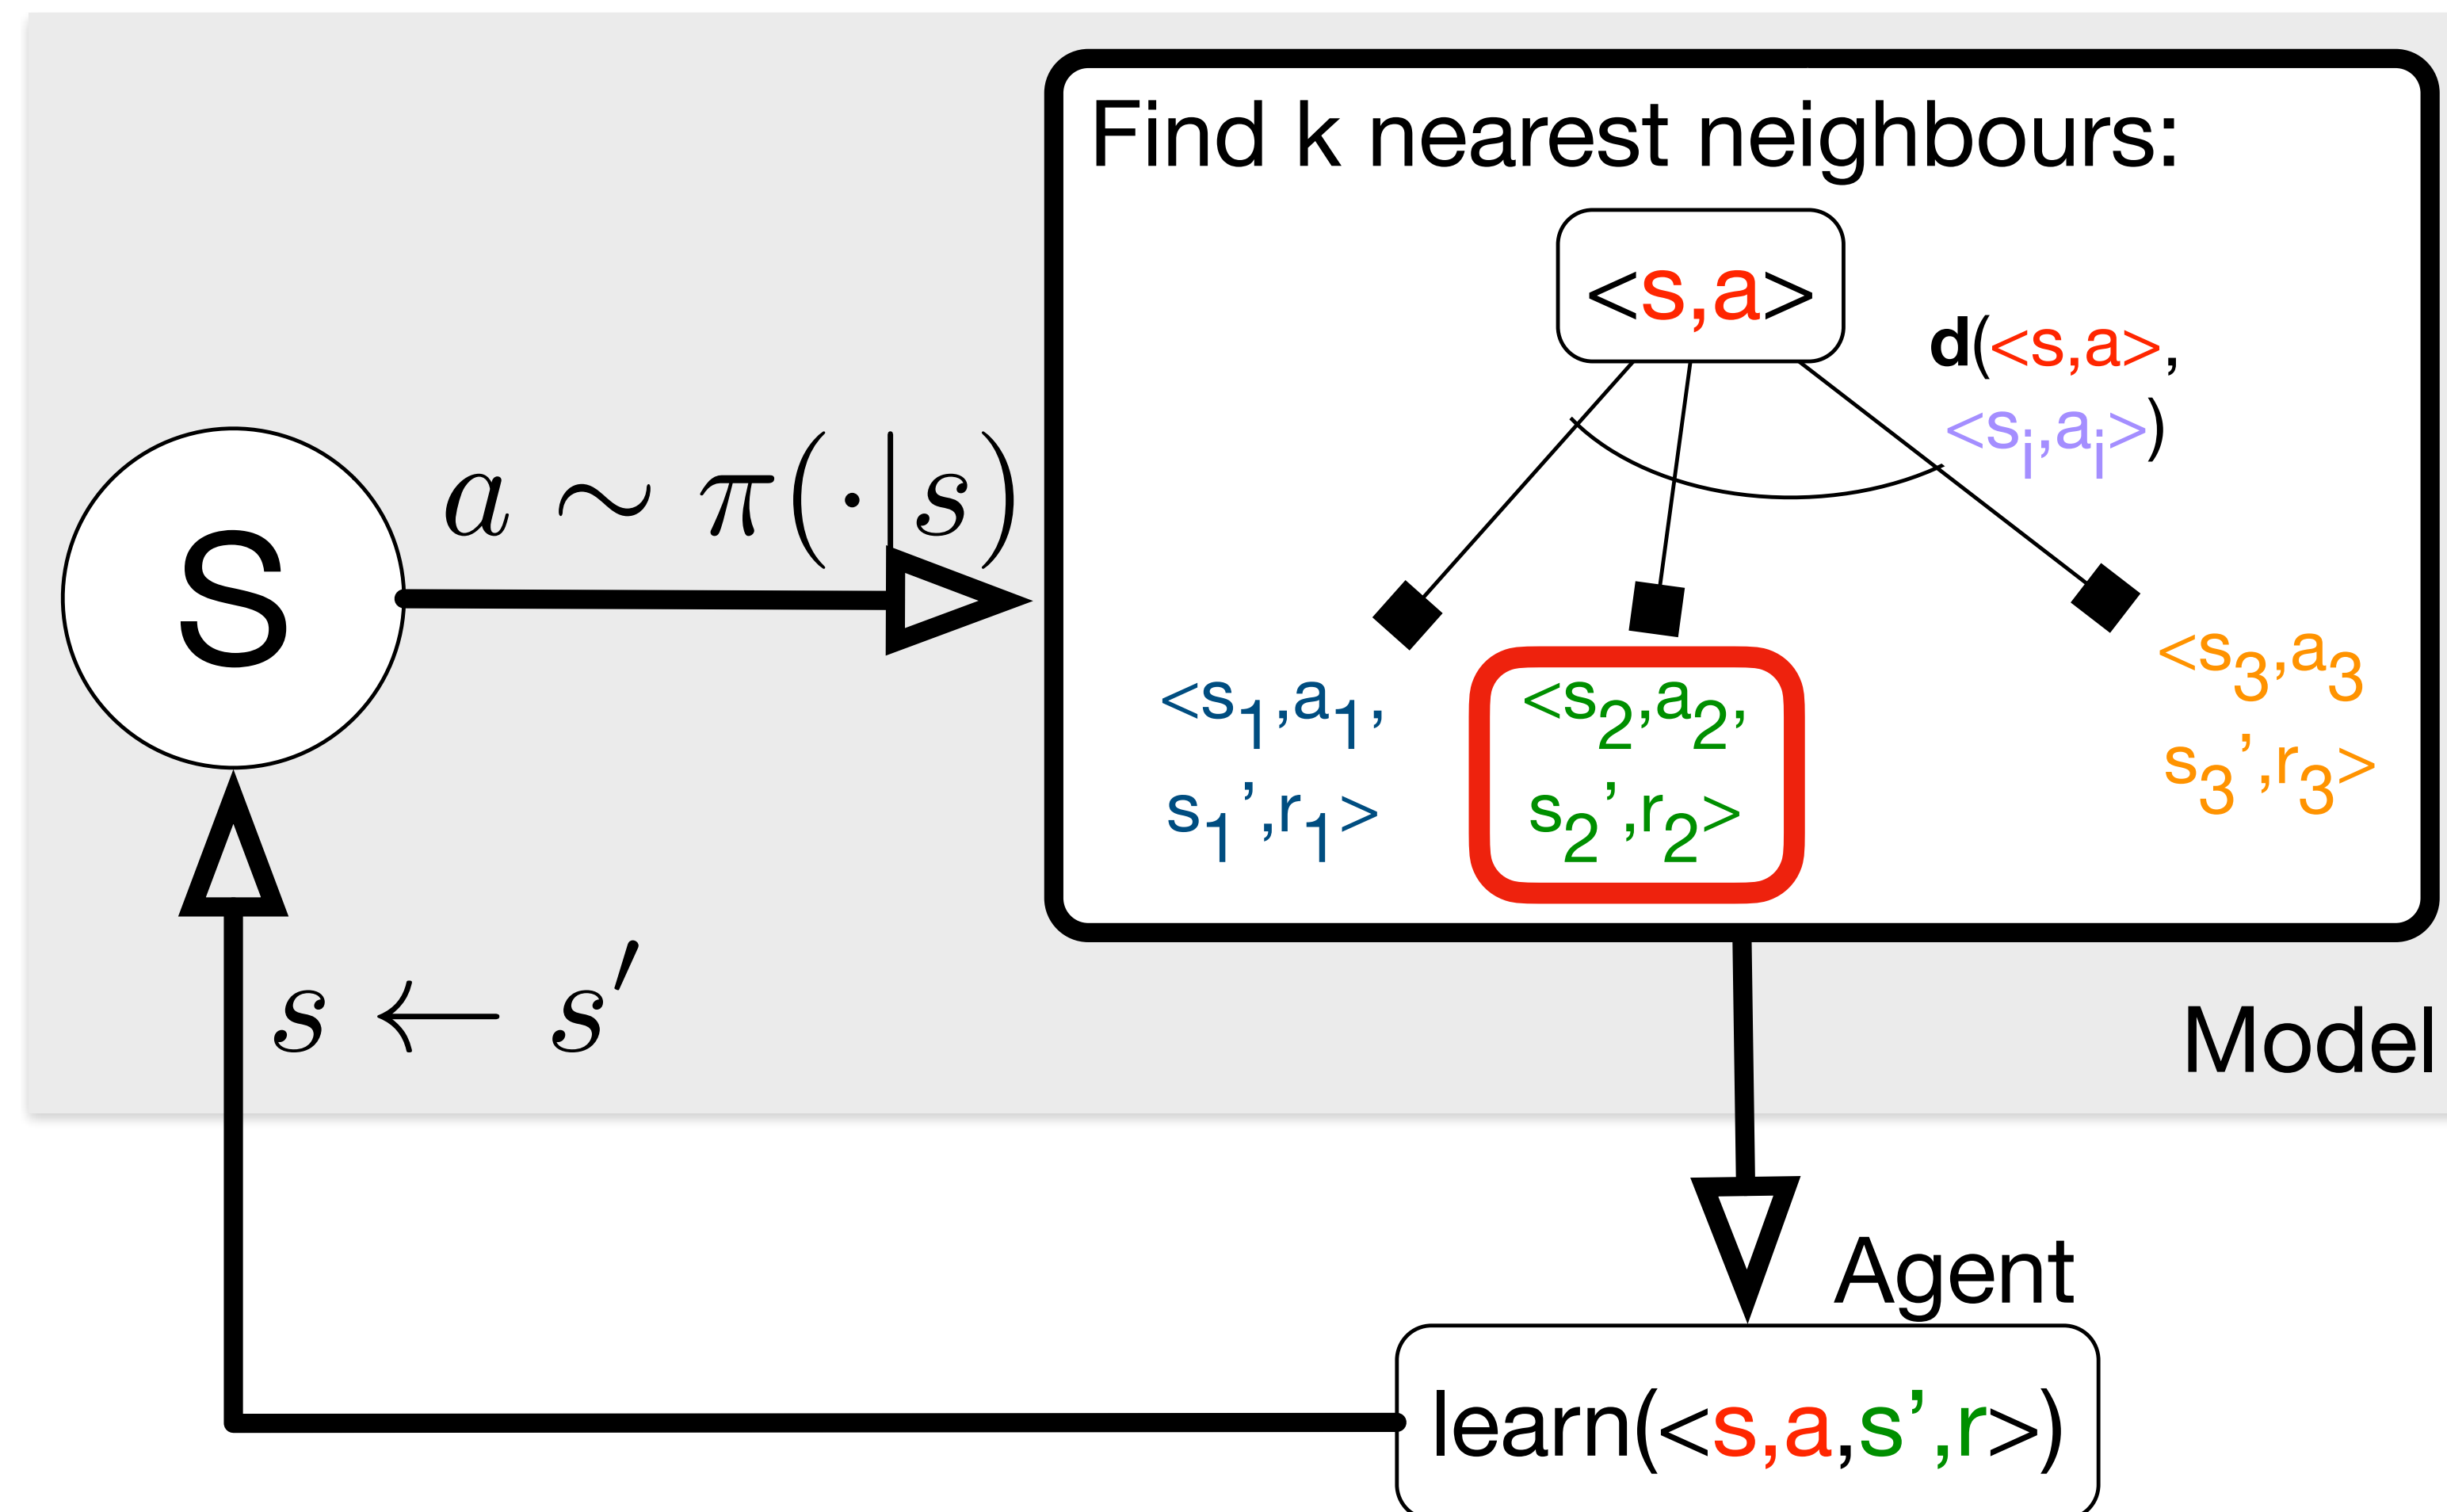 Find k nearest neighbours:
<s,a>
d(<s,a>,
<sᵢ,aᵢ>)
a ∼ π(·|s)
S
<s₁,a₁,
s₁',r₁>
<s₂,a₂,
s₂',r₂>
<s₃,a₃
s₃',r₃>
s ← s′
Model
Agent
learn(<s,a,s',r>)